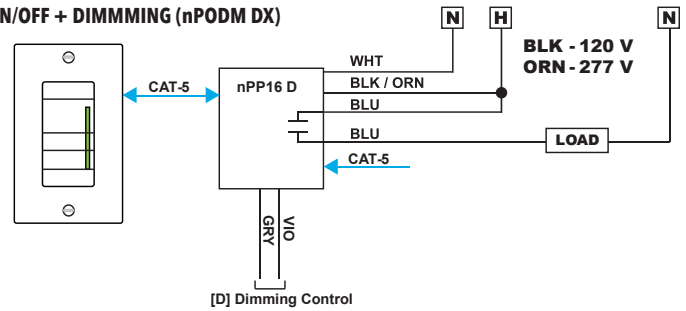 N/OFF + DIMMMING (nPODM DX)
N
H
N
BLK - 120 V
ORN - 277 V
WHT
BLK / ORN
BLU
BLU
CAT-5
nPP16 D
LOAD
CAT-5
VIO
GRY
[D] Dimming Control